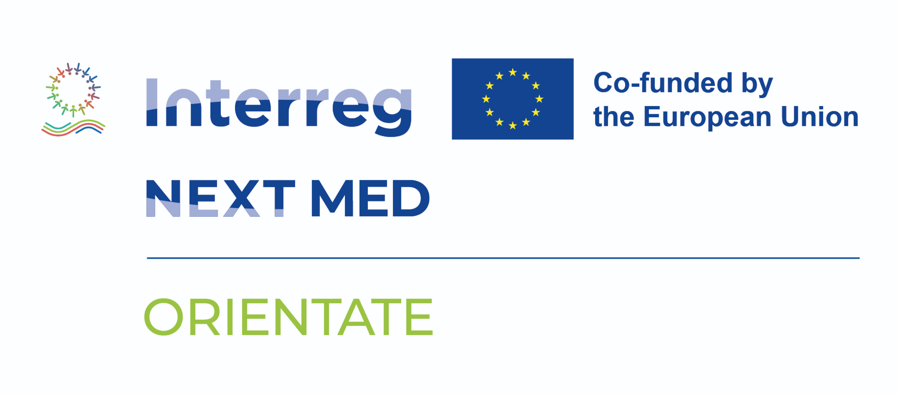 Interreg
Co-funded by
the European Union
NEXT MED
ORIENTATE